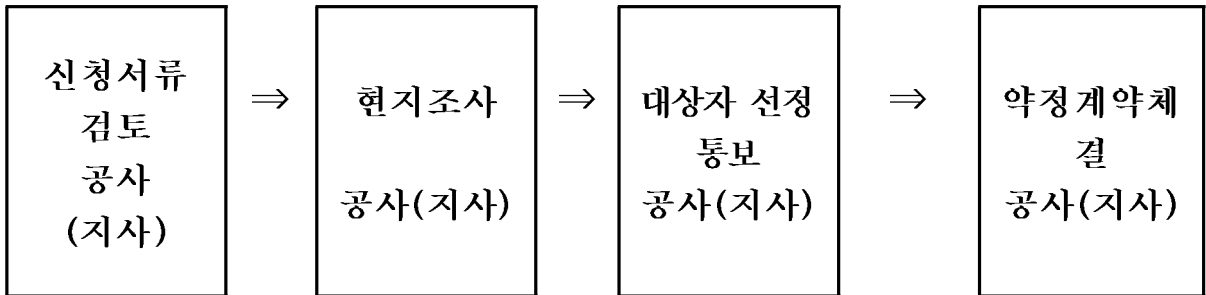 신청서류
검토
공사
(지사)
⇒
현지조사
공사(지사)
⇒
대상자 선정
통보
공사(지사)
⇒
약정계약체
결
공사(지사)